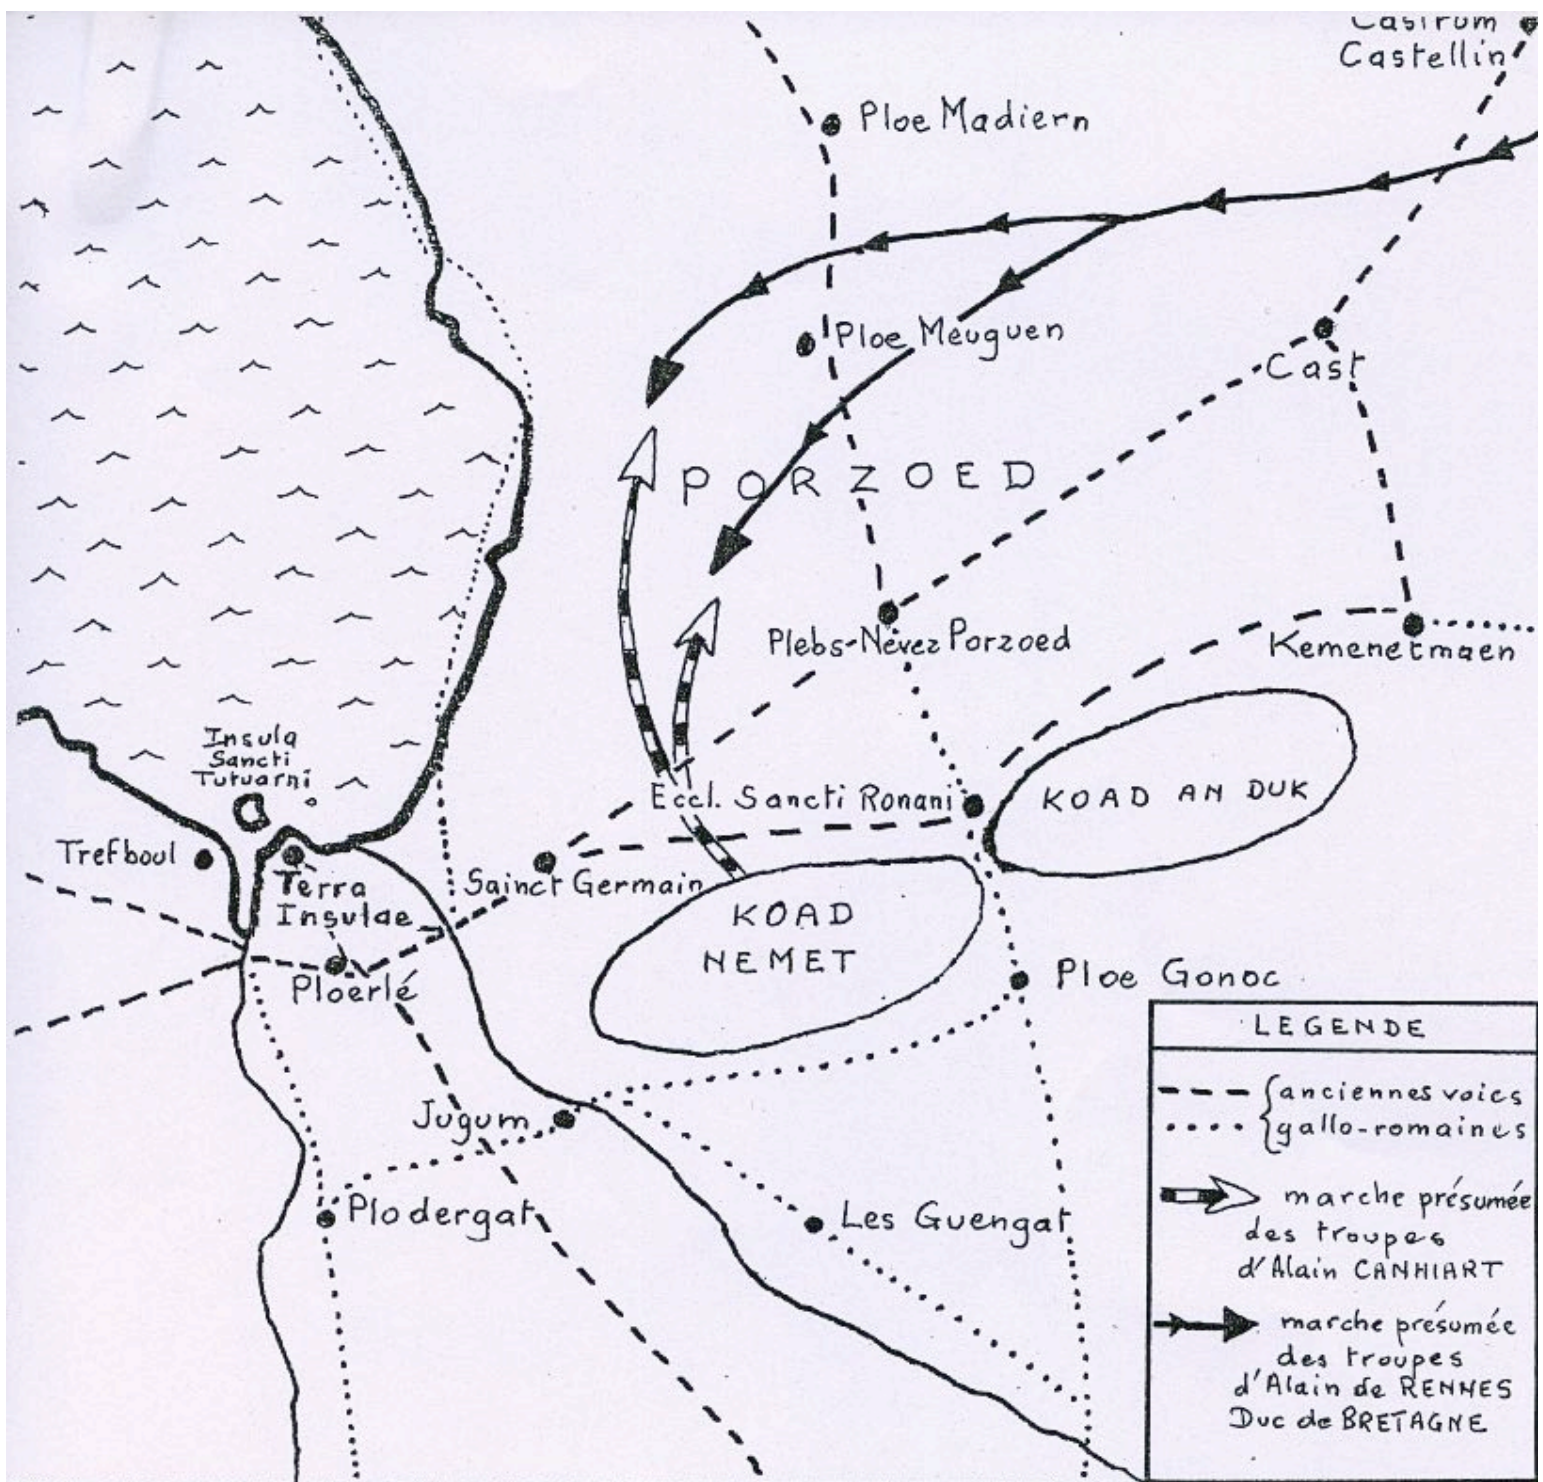 Castrum
Castellin
Ploe Madiern
Ploe Meuguen
Cast
PORZOED
Plebs-Nevez Porzoed
Kemenetmaen
Insula
Sancti
Tutuarni
Eccl. Sancti Ronani
KOAD AN DUK
Trefboul
Terra
Insulae
Sainct Germain
KOAD
NEMET
Ploerlé
Ploe Gonoc
Jugum
Plodergat
Les Guengat
LEGENDE
anciennes voies
gallo-romaines
marche présumée
des troupes
d'Alain CANHIART
marche présumée
des troupes
d'Alain de RENNES
Duc de BRETAGNE